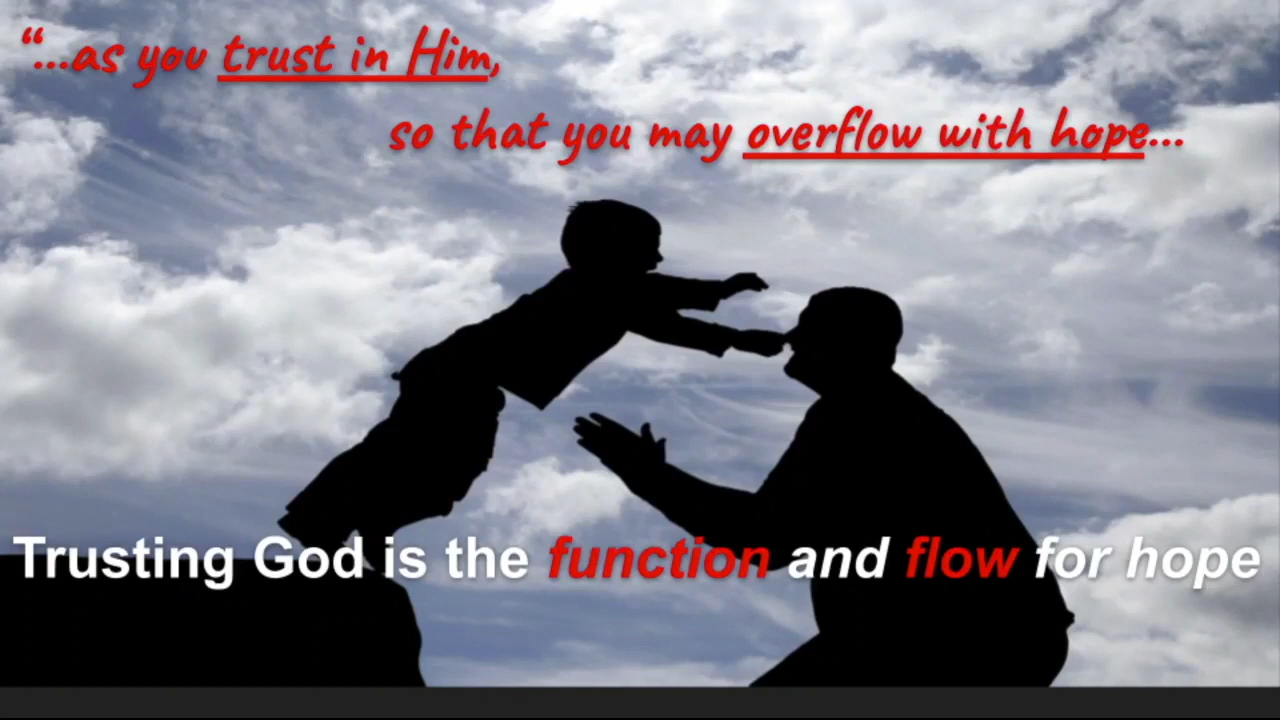 “...as you trust in Him,
so that you may overflow with hope...
Trusting God is the function and flow for hope